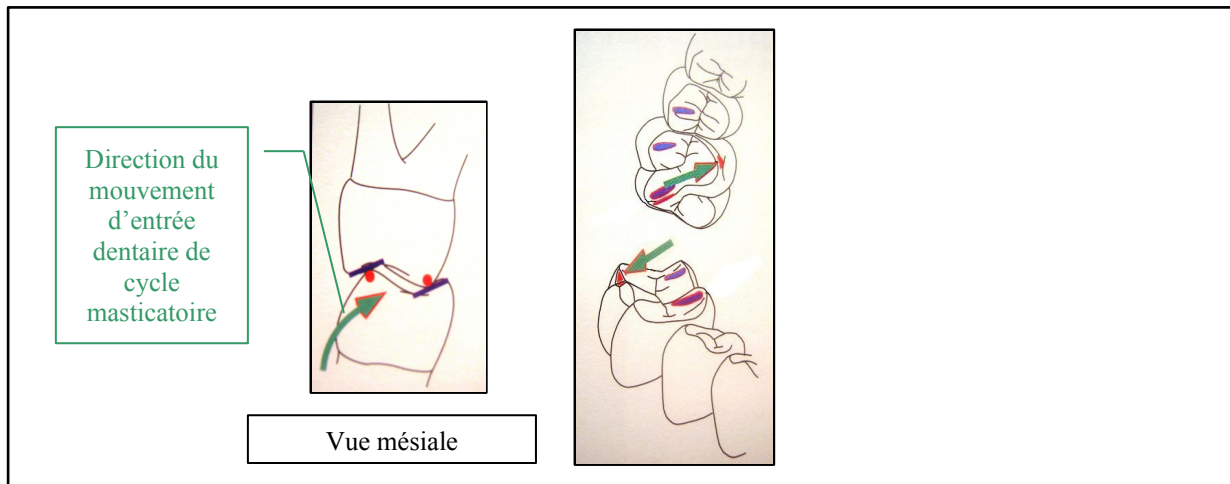 Direction du
mouvement
d’entrée
dentaire de
cycle
masticatoire
Vue mésiale